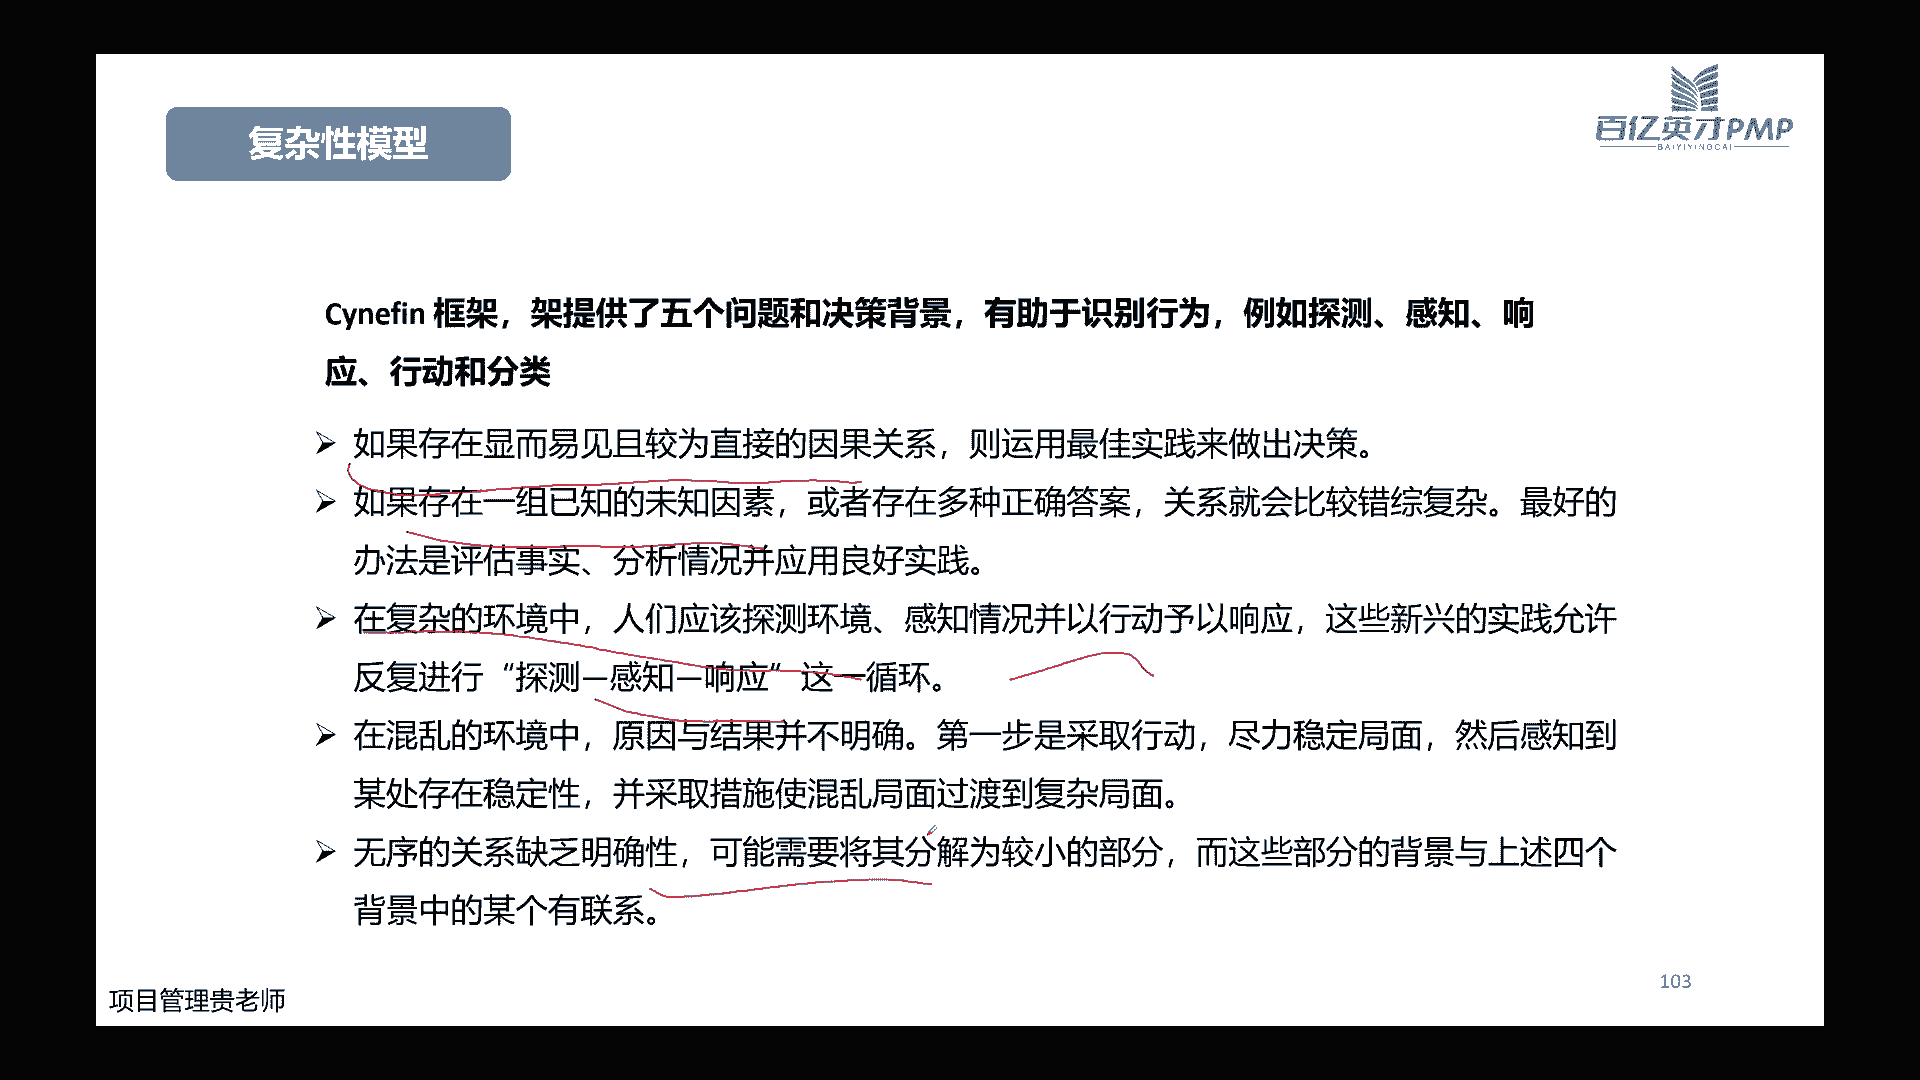 复杂性模型
百亿英才PMP
BAIYIYINGCAI
Cynefin 框架，架提供了五个问题和决策背景，有助于识别行为，例如探测、感知、响
应、行动和分类
➢ 如果存在显而易见且较为直接的因果关系，则运用最佳实践来做出决策。
➢ 如果存在一组已知的未知因素，或者存在多种正确答案，关系就会比较错综复杂。最好的
办法是评估事实、分析情况并应用良好实践。
➢ 在复杂的环境中，人们应该探测环境、感知情况并以行动予以响应，这些新兴的实践允许
反复进行“探测—感知—响应”这一循环。
➢ 在混乱的环境中，原因与结果并不明确。第一步是采取行动，尽力稳定局面，然后感知到
某处存在稳定性，并采取措施使混乱局面过渡到复杂局面。
➢ 无序的关系缺乏明确性，可能需要将其分解为较小的部分，而这些部分的背景与上述四个
背景中的某个有联系。
103
项目管理贵老师